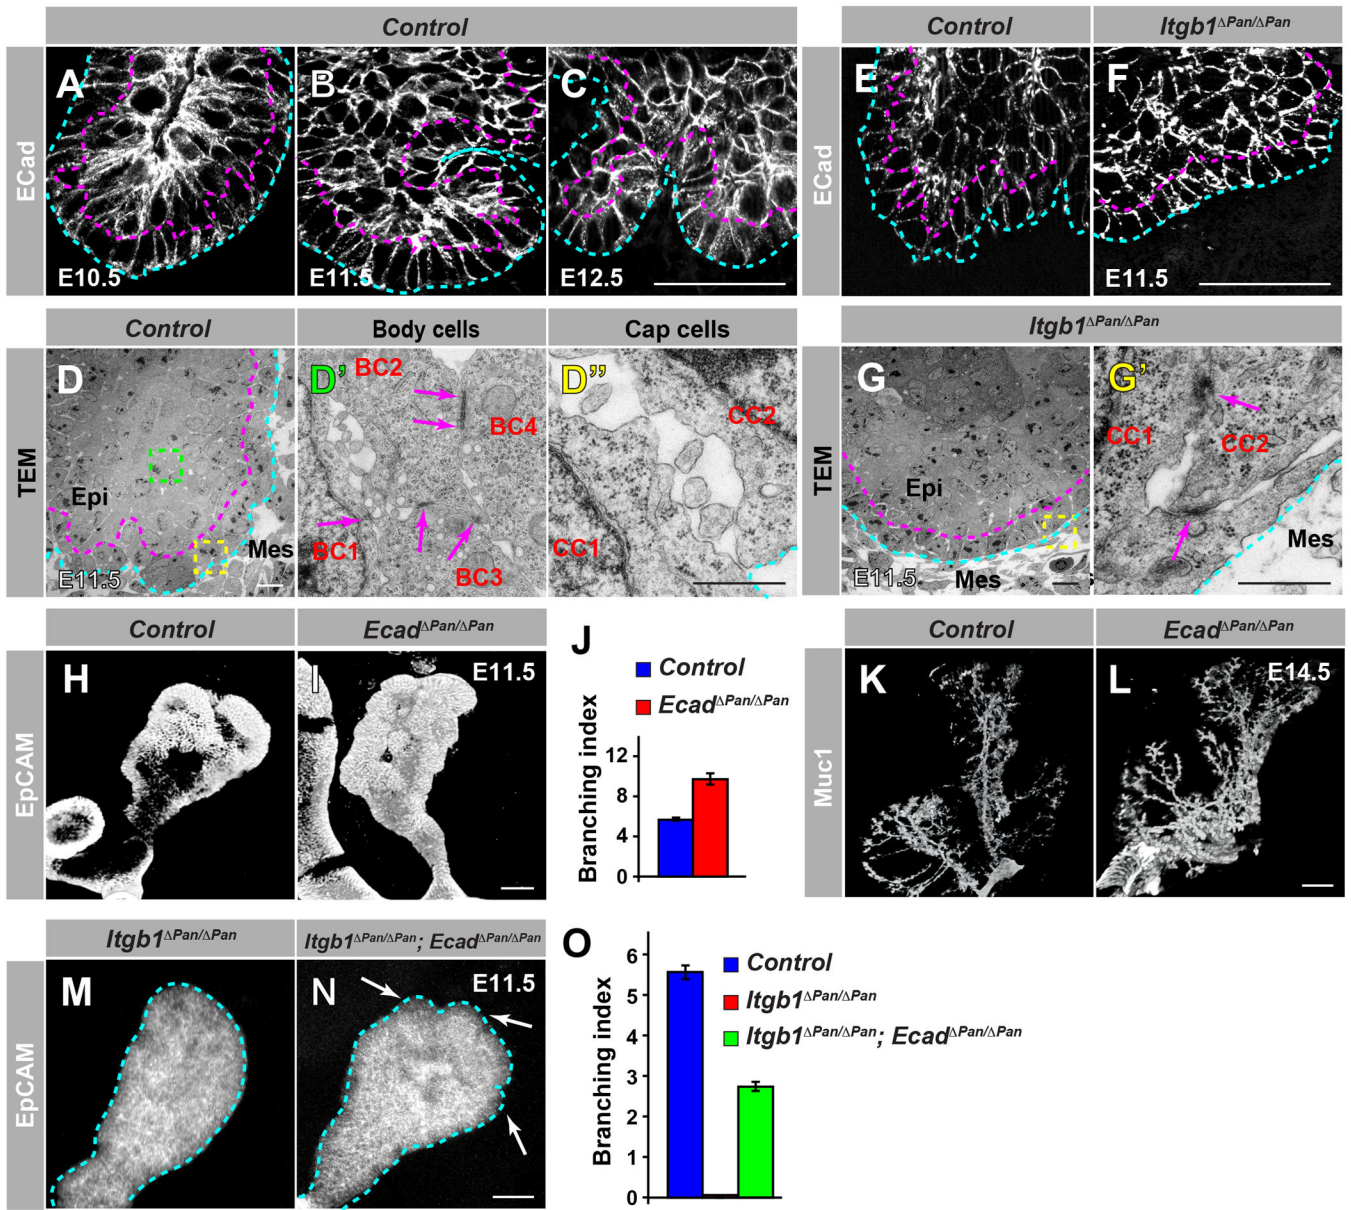 Control
Control
Itgb1ΔPan/ΔPan
ECad
A
E10.5
B
E11.5
C
E12.5
ECad
E
F
E11.5
Control
Body cells
Cap cells
Itgb1ΔPan/ΔPan
TEM
D
Epi
Mes
E11.5
D'
BC2
BC4
BC1
BC3
D''
CC2
CC1
TEM
G
Epi
E11.5
Mes
G'
CC1
CC2
Mes
Control
EcadΔPan/ΔPan
EpCAM
H
I
E11.5
J
Control
EcadΔPan/ΔPan
Branching index
12
8
4
0
Control
EcadΔPan/ΔPan
Muc1
K
L
E14.5
Itgb1ΔPan/ΔPan
Itgb1ΔPan/ΔPan; EcadΔPan/ΔPan
EpCAM
M
N
E11.5
O
Control
Itgb1ΔPan/ΔPan
Itgb1ΔPan/ΔPan; EcadΔPan/ΔPan
Branching index
6
5
4
3
2
1
0